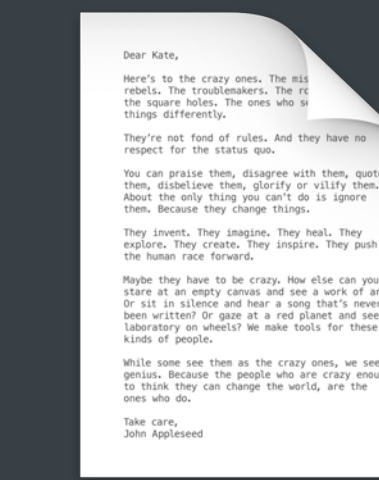 Dear Kate,
Here's to the crazy ones. The
rebels. The troublemakers. The
the square holes. The ones who
things differently.
They're not fond of rules. And they have no
respect for the status quo.
You can praise them, disagree with them,
them, disbelieve them, glorify or vilify them.
About the only thing you can't do is ignore
them. Because they change things.
They invent. They imagine. They heal. They
explore. They create. They inspire. They push
the human race forward.
Maybe they have to be crazy. How else can you
stare at an empty canvas and see a work of
Or sit in silence and hear a song that's never
been written? Or gaze at a red planet and see
laboratory on wheels? We make tools for these
kinds of people.
While some see them as the crazy ones, we see
genius. Because the people who are crazy
to think they can change the world, are the
ones who do.
Take care,
John Appleseed